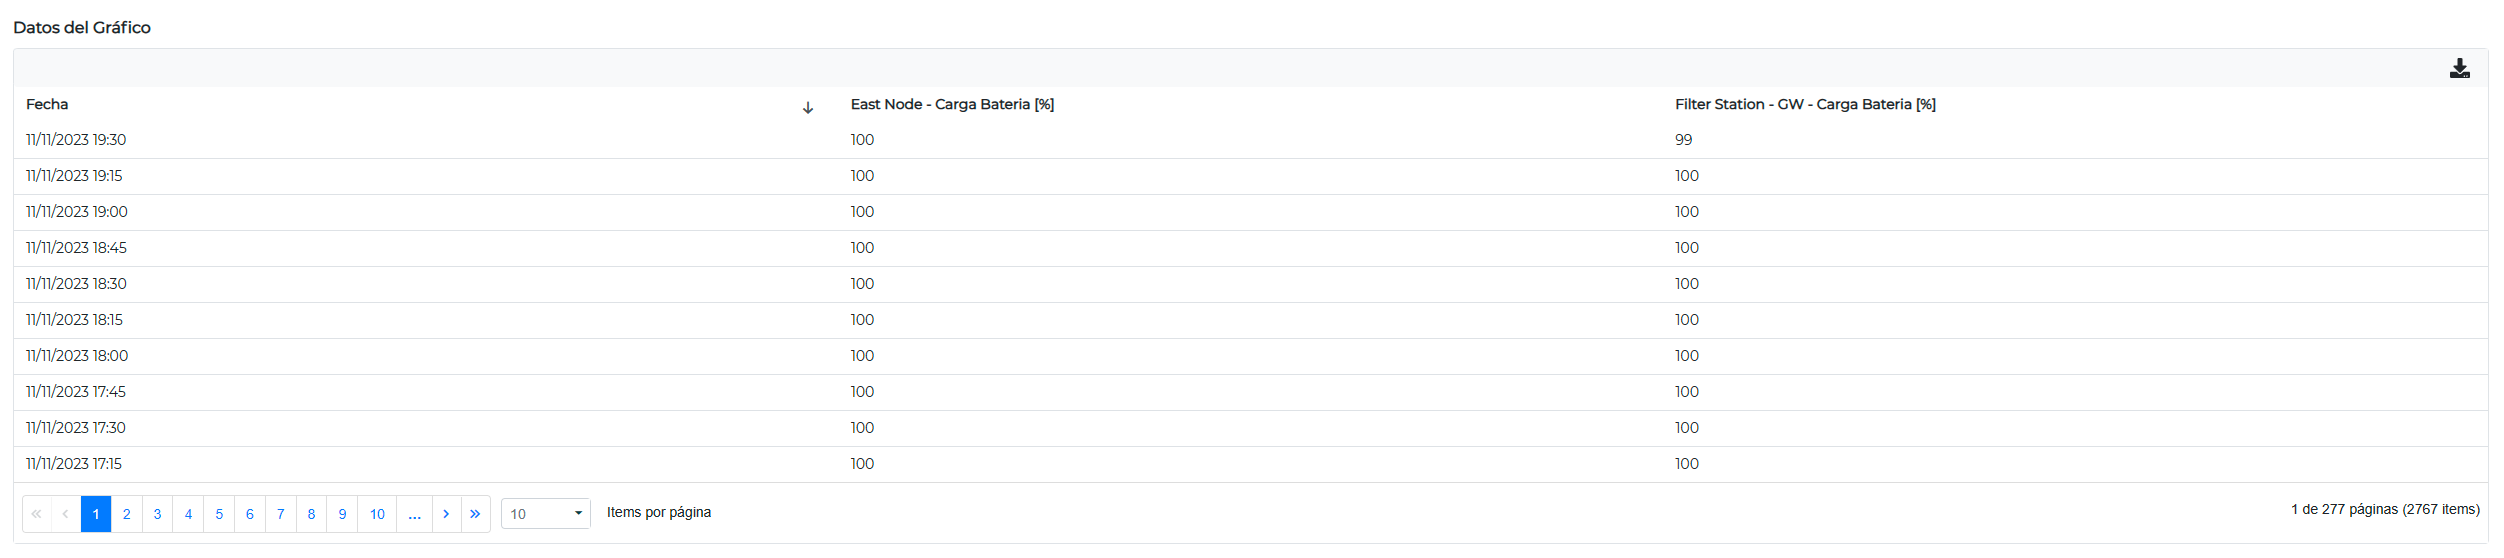 Datos del Gráfico
Fecha East Node - Carga Bateria [%] Filter Station - GW - Carga Bateria [%]
11/11/2023 19:30 100 99
11/11/2023 19:15 100 100
11/11/2023 19:00 100 100
11/11/2023 18:45 100 100
11/11/2023 18:30 100 100
11/11/2023 18:15 100 100
11/11/2023 18:00 100 100
11/11/2023 17:45 100 100
11/11/2023 17:30 100 100
11/11/2023 17:15 100 100
« ‹ 1 2 3 4 5 6 7 8 9 10 ... › » 10 Items por página 1 de 277 páginas (2767 items)